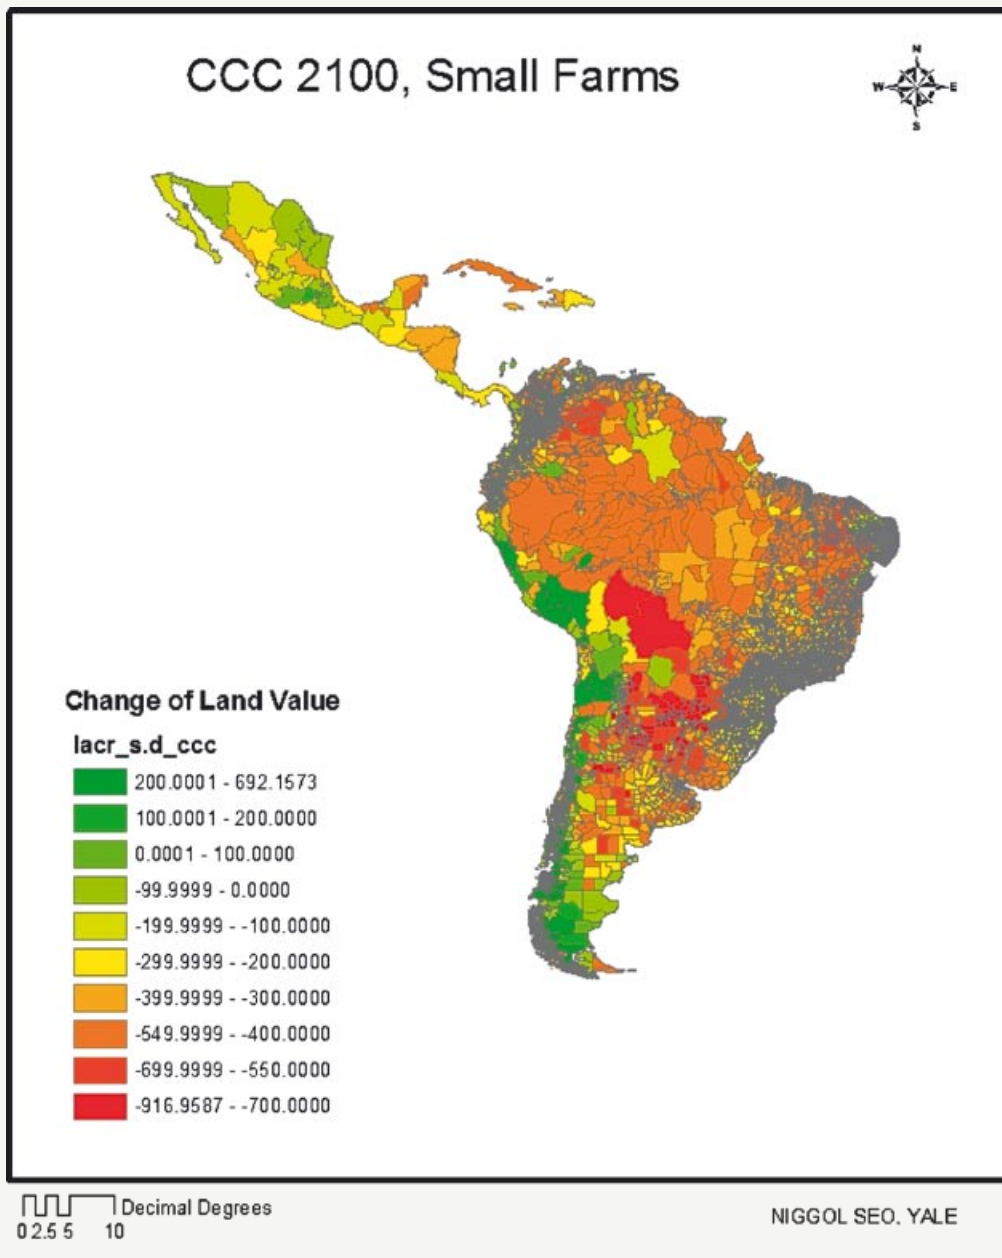 CCC 2100, Small Farms
N
W E
S
Change of Land Value
lacr_s.d_ccc
200.0001 - 692.1573
100.0001 - 200.0000
0.0001 - 100.0000
-99.9999 - 0.0000
-199.9999 - -100.0000
-299.9999 - -200.0000
-399.9999 - -300.0000
-549.9999 - -400.0000
-699.9999 - -550.0000
-916.9587 - -700.0000
Decimal Degrees
0 2.5 5 10
NIGGOL SEO, YALE